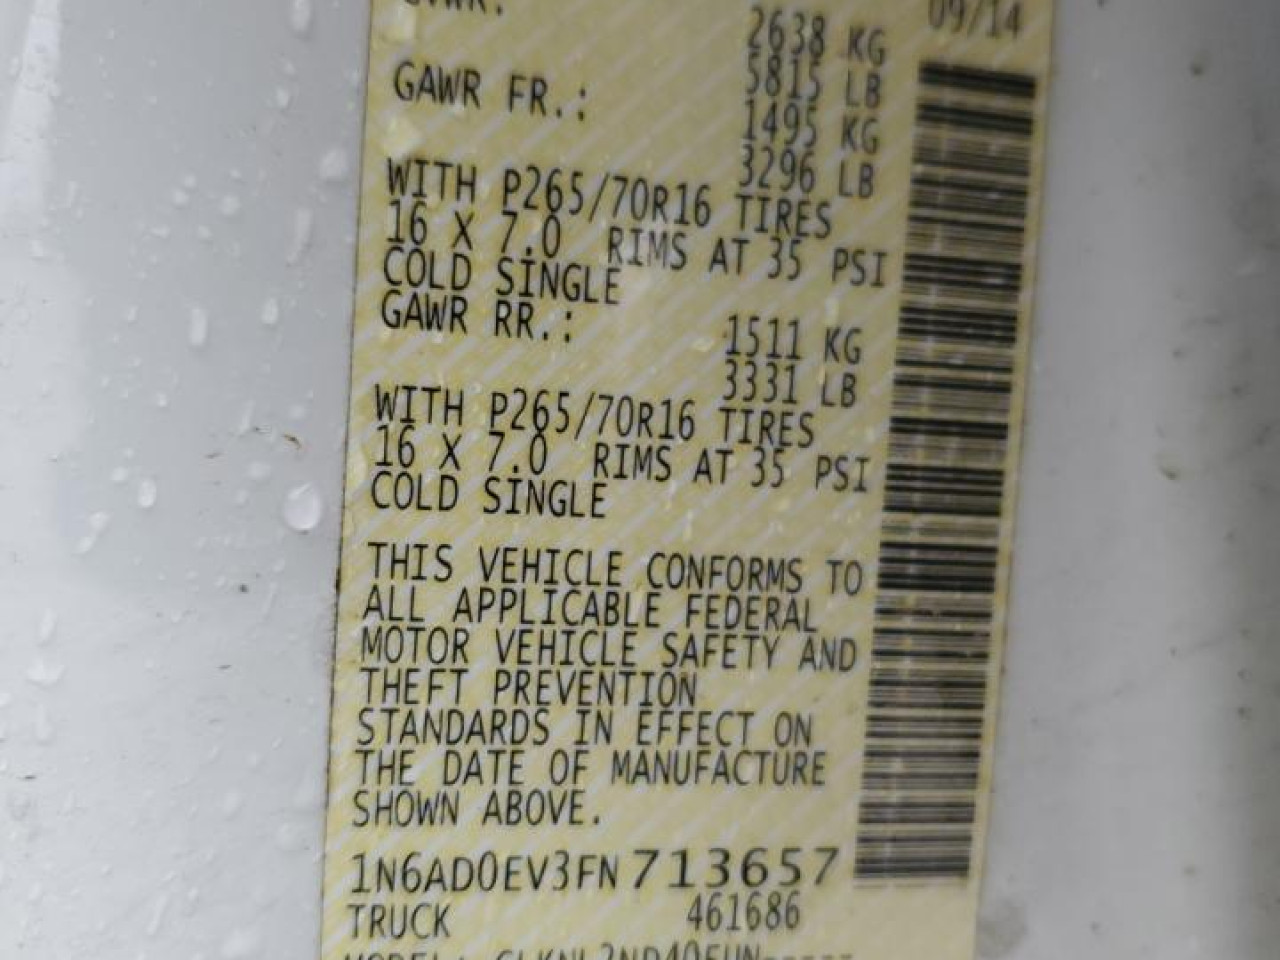 GVWR:
09/14
2638 KG
5815 LB
GAWR FR.:
1495 KG
3296 LB
WITH P265/70R16 TIRES
16 X 7.0 RIMS AT 35 PSI
COLD SINGLE
GAWR RR.:
1511 KG
3331 LB
WITH P265/70R16 TIRES
16 X 7.0 RIMS AT 35 PSI
COLD SINGLE
THIS VEHICLE CONFORMS TO
ALL APPLICABLE FEDERAL
MOTOR VEHICLE SAFETY AND
THEFT PREVENTION
STANDARDS IN EFFECT ON
THE DATE OF MANUFACTURE
SHOWN ABOVE.
1N6AD0EV3FN713657
TRUCK 461686
MODEL: